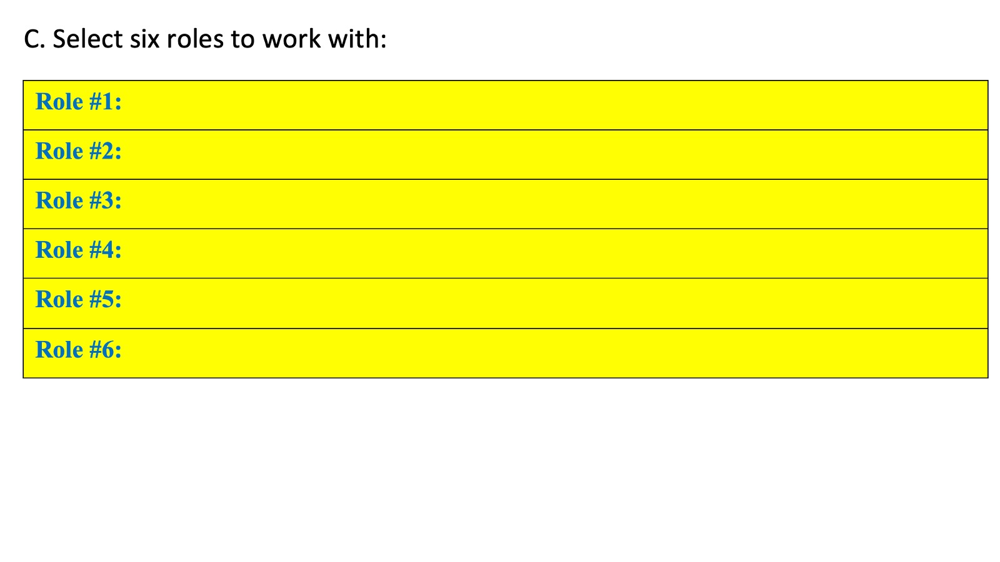 C. Select six roles to work with:
Role #1:
Role #2:
Role #3:
Role #4:
Role #5:
Role #6: